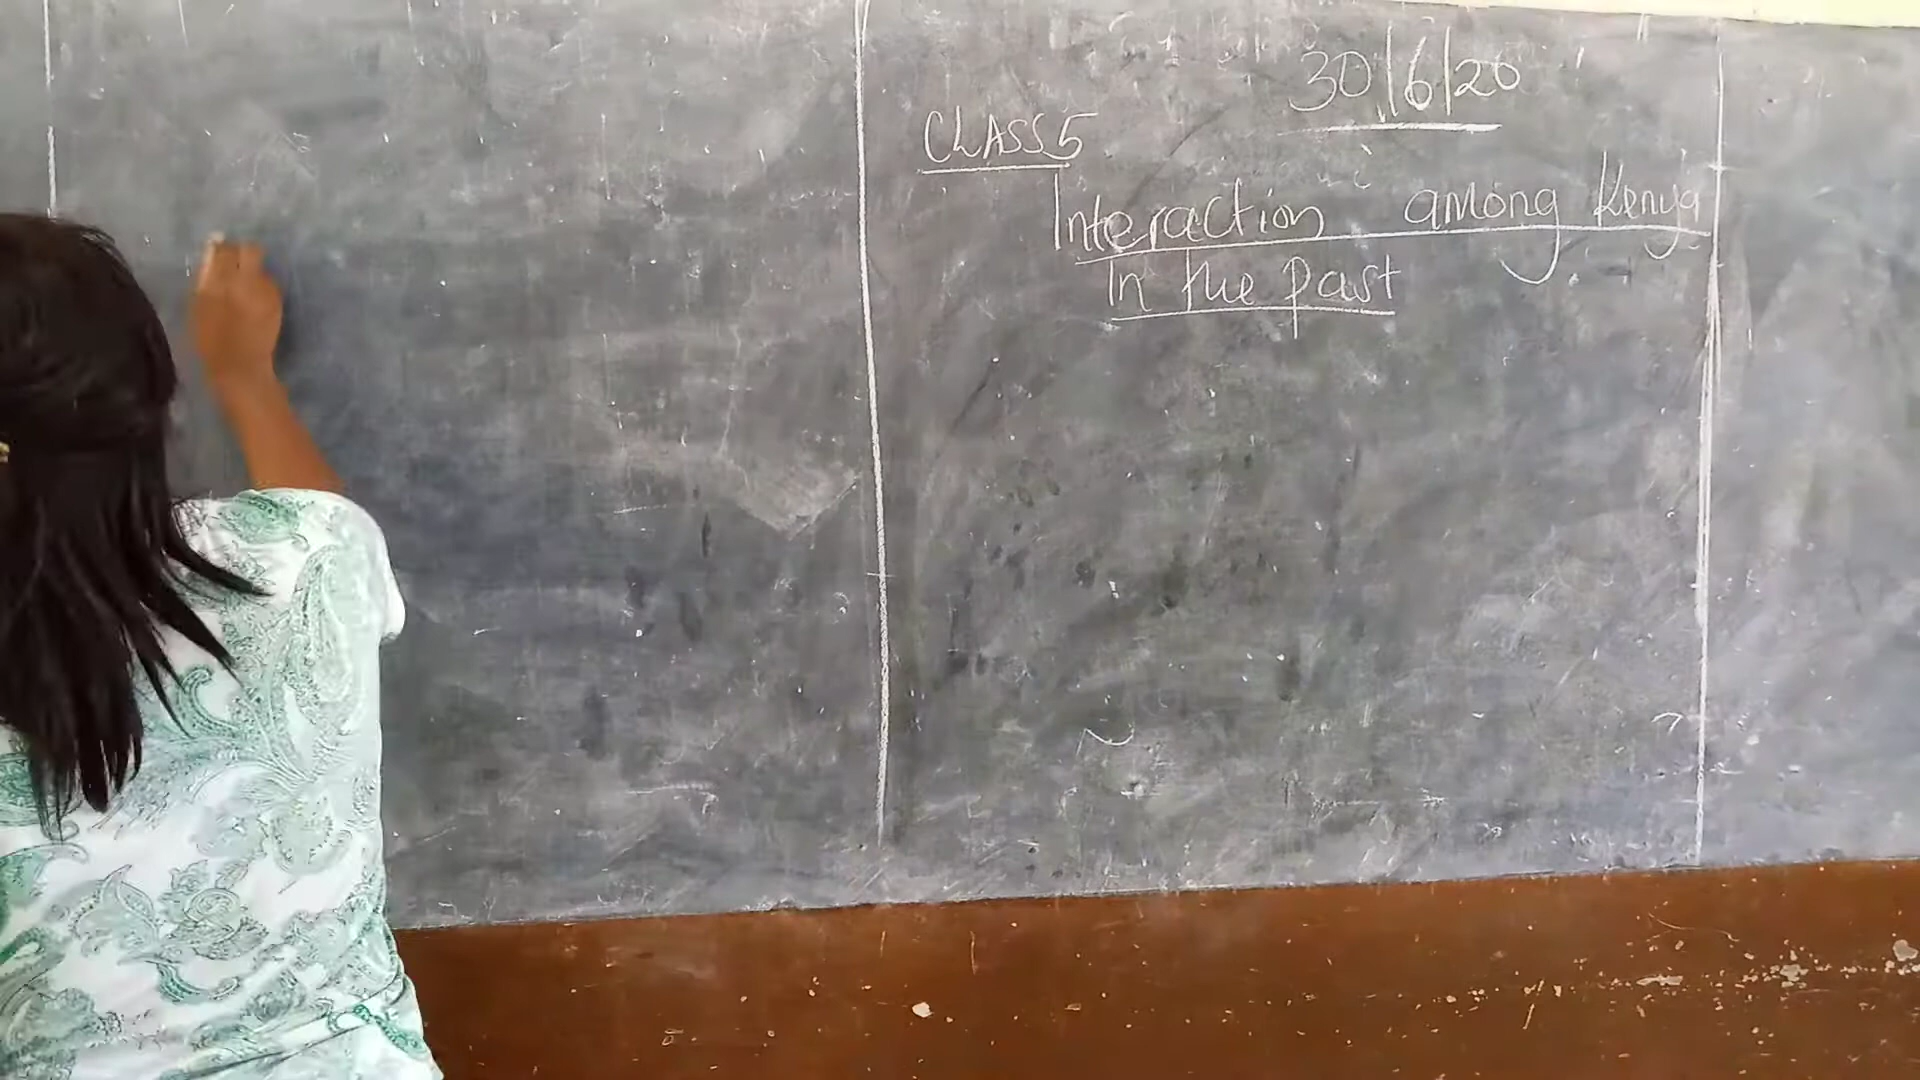 30/6/20
CLASS 5
Interaction among Kenya
In the past